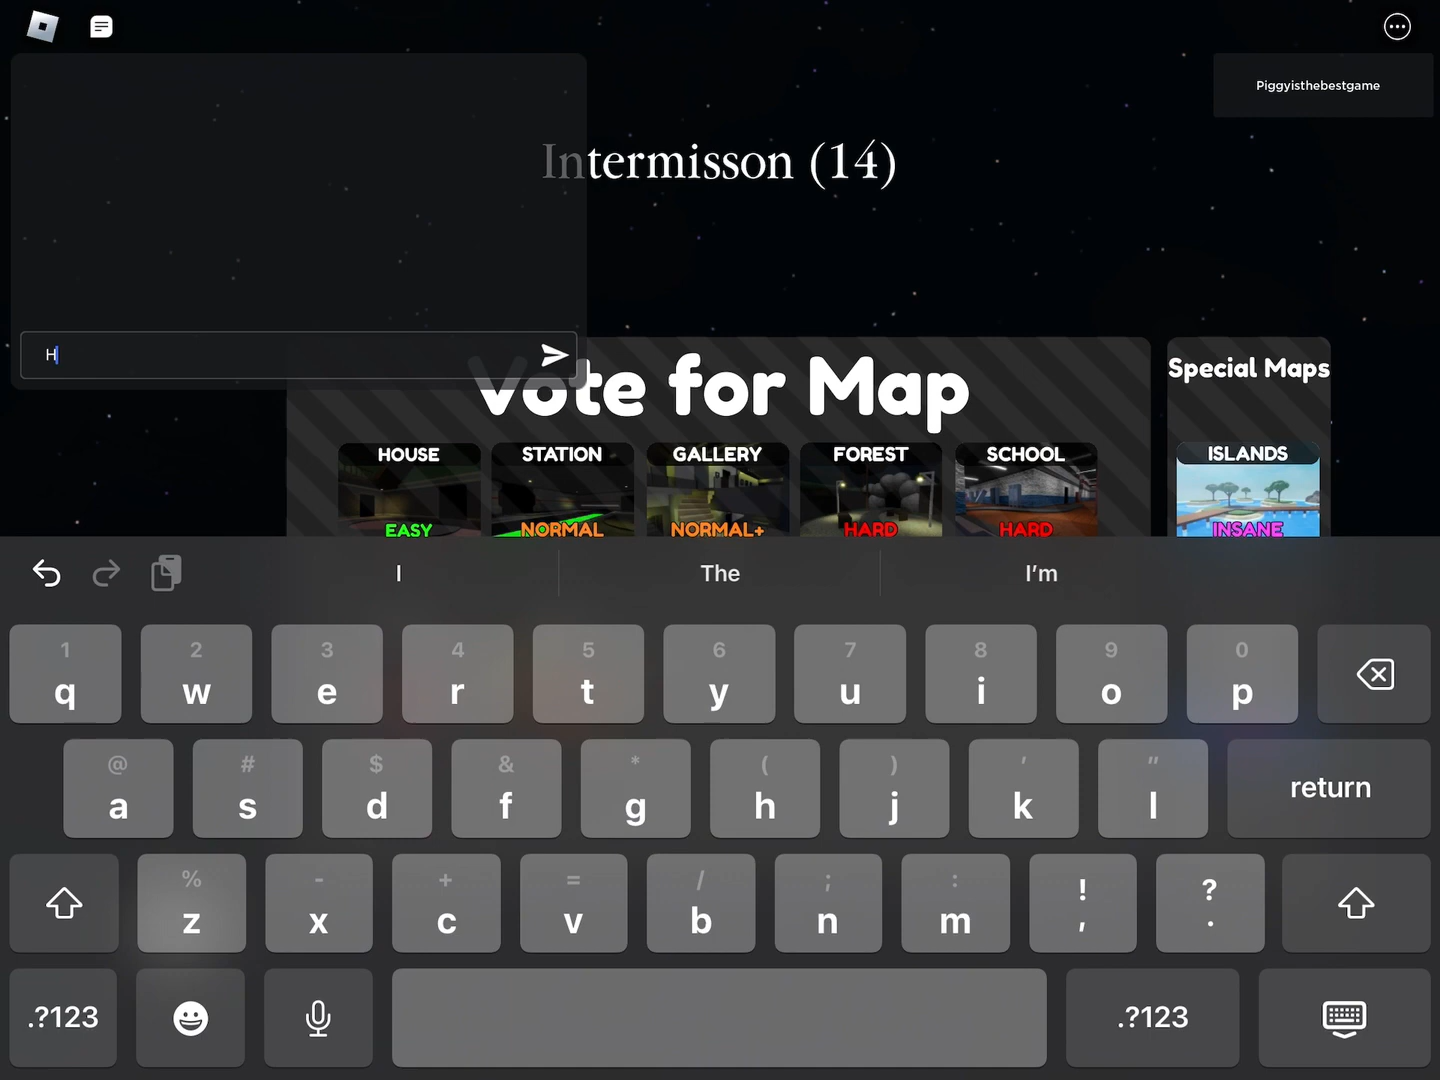 Piggyisthebestgame
Intermisson (14)
H
Vote for Map
Special Maps
HOUSE
STATION
GALLERY
FOREST
SCHOOL
ISLANDS
EASY
NORMAL
NORMAL+
HARD
HARD
INSANE
I
The
I’m
1 2 3 4 5 6 7 8 9 0
q w e r t y u i o p
@ # $ & * ( ) ' "
a s d f g h j k l return
% - + = / ; : ! ?
z x c v b n m , .
.?123 .?123